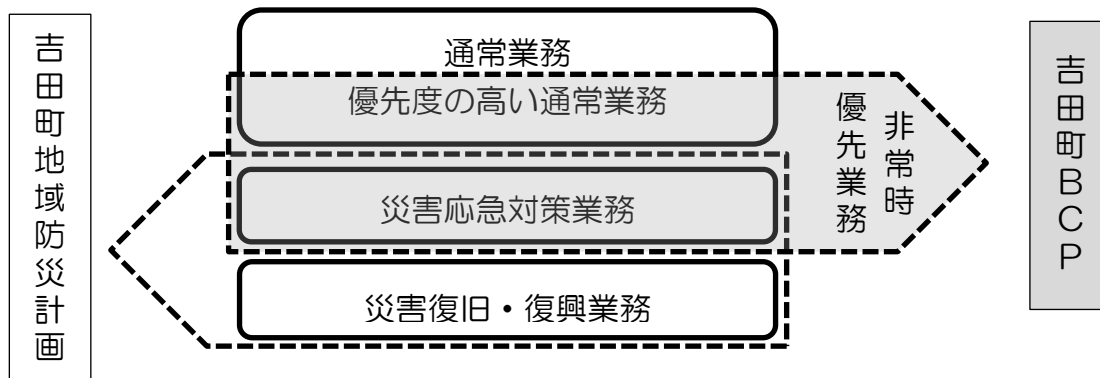 吉田町地域防災計画
通常業務
優先度の高い通常業務
災害応急対策業務
災害復旧・復興業務
非常時
優先業務
吉田町BCP